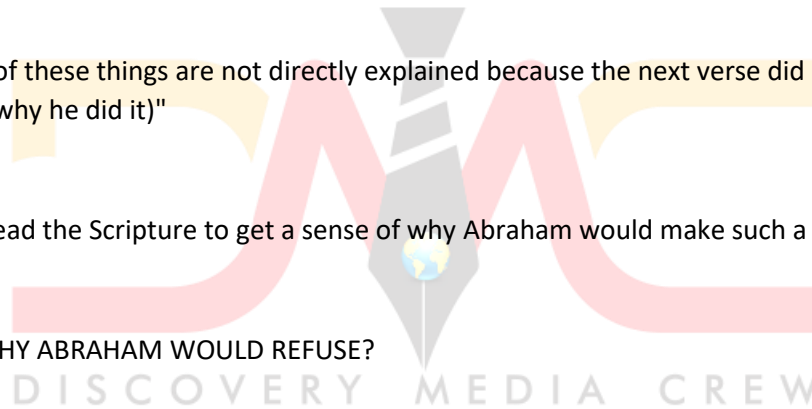 of these things are not directly explained because the next verse did
why he did it)"
ead the Scripture to get a sense of why Abraham would make such a
HY ABRAHAM WOULD REFUSE?
DISCOVERY MEDIA CREW